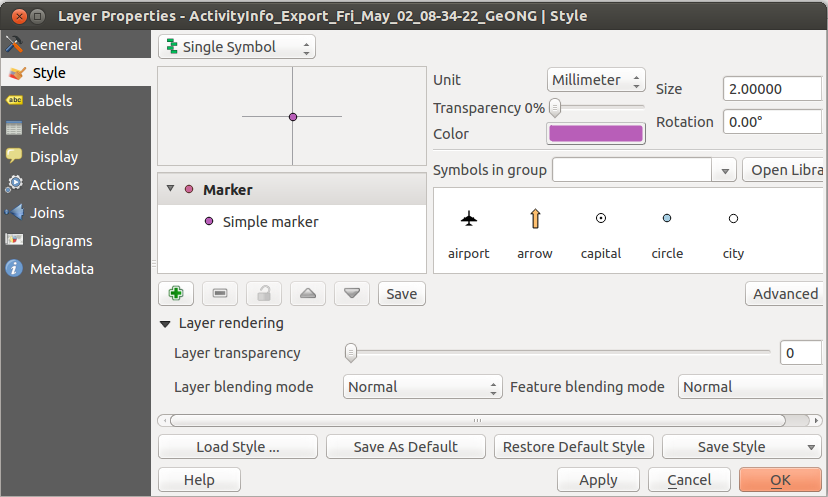 Layer Properties - ActivityInfo_Export_Fri_May_02_08-34-22_GeONG | Style
General
Style
abc Labels
Fields
Display
Actions
Joins
Diagrams
Metadata
Single Symbol
Unit Millimeter Size 2.00000
Transparency 0%
Color Rotation 0.00°
Marker
Simple marker
Symbols in group Open Libra
airport arrow capital circle city
Save Advanced
Layer rendering
Layer transparency 0
Layer blending mode Normal Feature blending mode Normal
Load Style ... Save As Default Restore Default Style Save Style
Help Apply Cancel OK